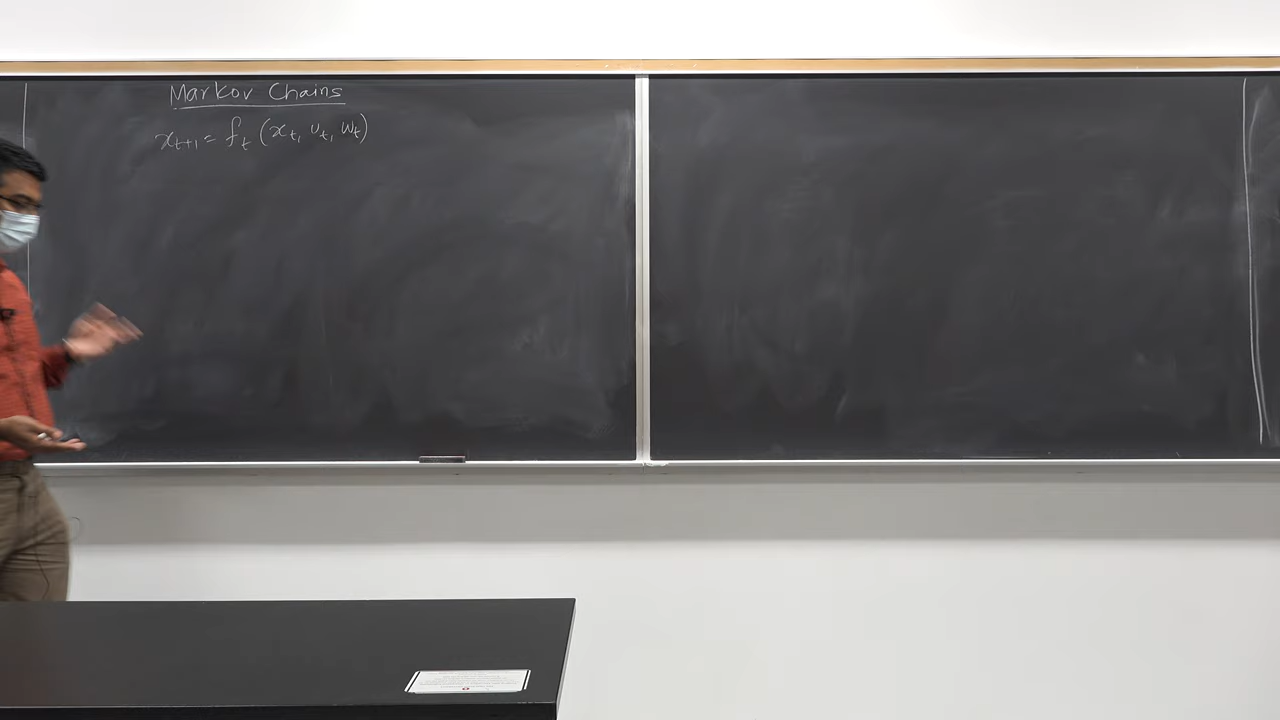 Markov Chains
x_{t+1} = f_t (x_t, u_t, w_t)